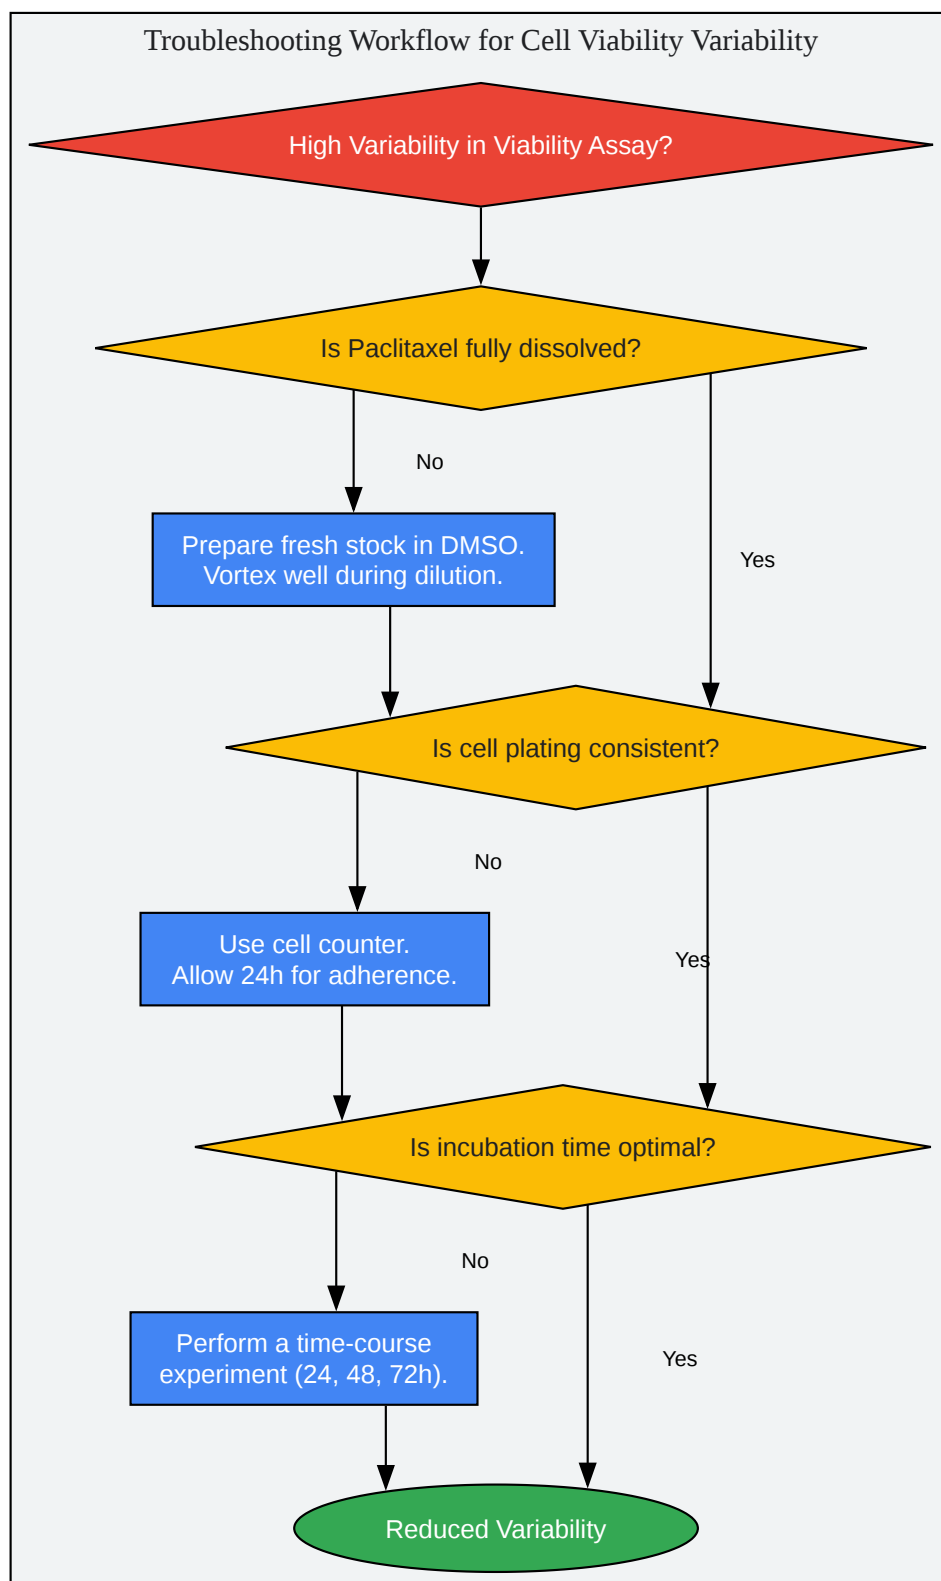 Troubleshooting Workflow for Cell Viability Variability
High Variability in Viability Assay?
Is Paclitaxel fully dissolved?
No
Prepare fresh stock in DMSO.
Vortex well during dilution.
Yes
Is cell plating consistent?
No
Use cell counter.
Allow 24h for adherence.
Yes
Is incubation time optimal?
No
Perform a time-course
experiment (24, 48, 72h).
Yes
Reduced Variability